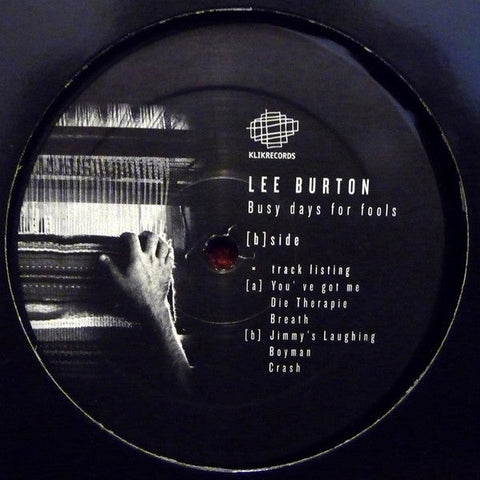 KLIKRECORDS
LEE BURTON
Busy days for fools
[b]side
* track listing
[a] You' ve got me
Die Therapie
Breath
[b] Jimmy's Laughing
Boyman
Crash